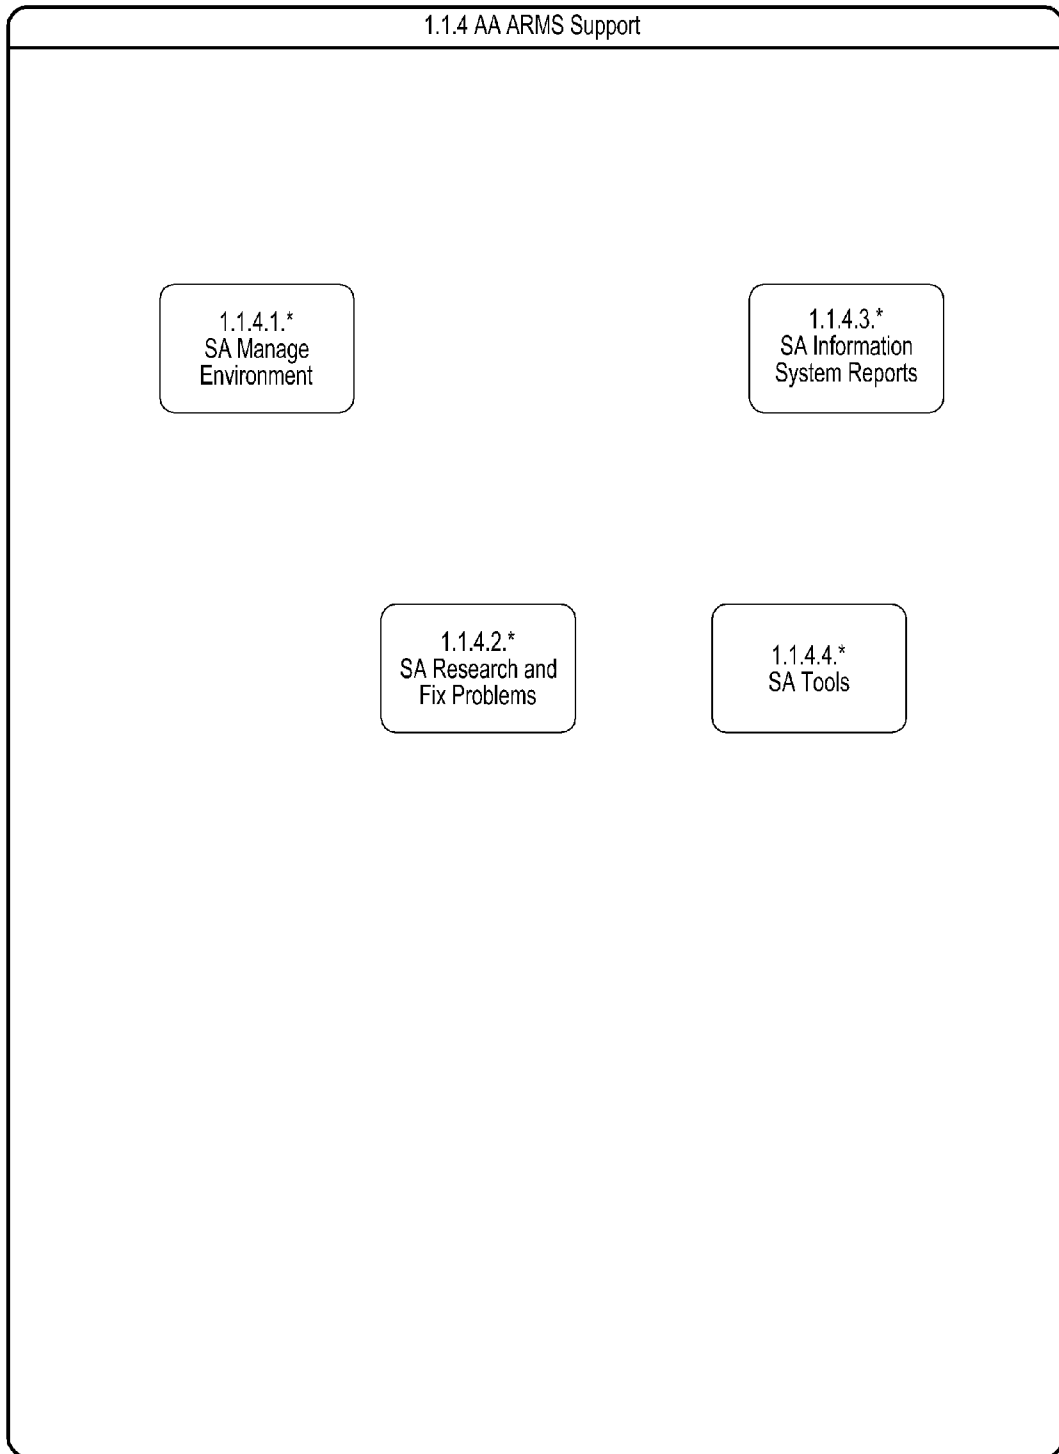 1.1.4 AA ARMS Support
1.1.4.1.*
SA Manage
Environment
1.1.4.3.*
SA Information
System Reports
1.1.4.2.*
SA Research and
Fix Problems
1.1.4.4.*
SA Tools